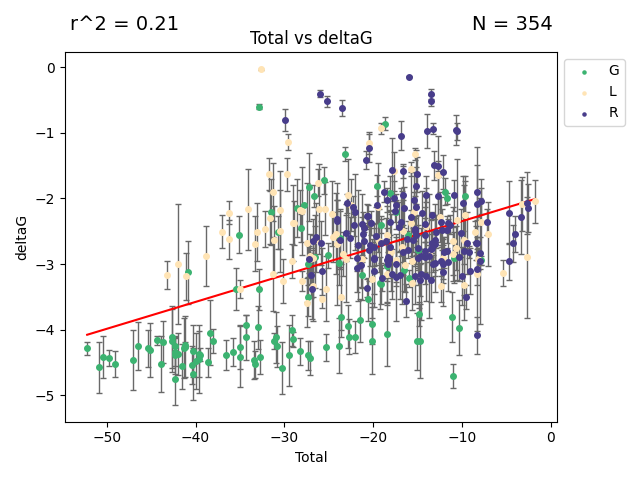 r^2 = 0.21
N = 354
Total vs deltaG
deltaG
0
−1
−2
−3
−4
−5
−50
−40
−30
−20
−10
0
Total
G
L
R